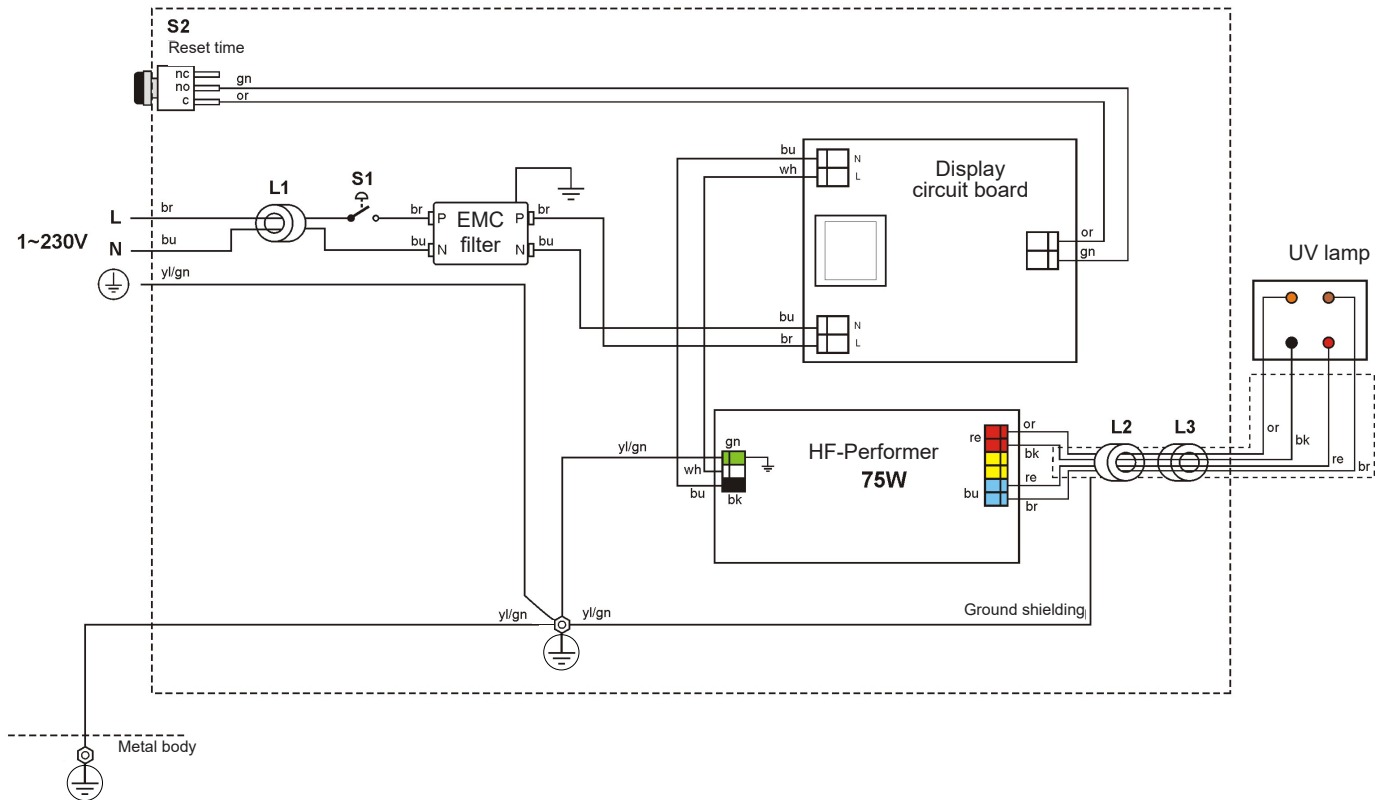 S2
Reset time
nc
no
c
gn
or
L1
S1
L
br
br
P
EMC
P
br
1~230V
N
bu
bu
N
filter
N
bu
yl/gn
bu
N
wh
L
Display
circuit board
or
gn
bu
N
br
L
UV lamp
yl/gn
gn
wh
bu
bk
HF-Performer
75W
re
or
bk
re
bu
br
L2
L3
or
bk
re
br
yl/gn
yl/gn
Ground shielding
Metal body